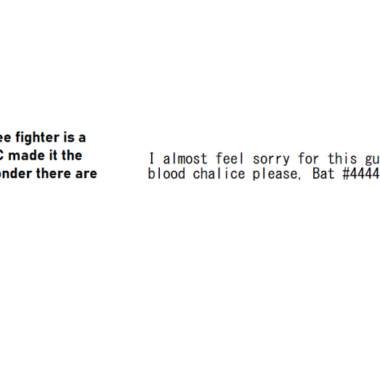 ee fighter is a
C made it the
onder there are
I almost feel sorry for this gu
blood chalice please, Bat #4444